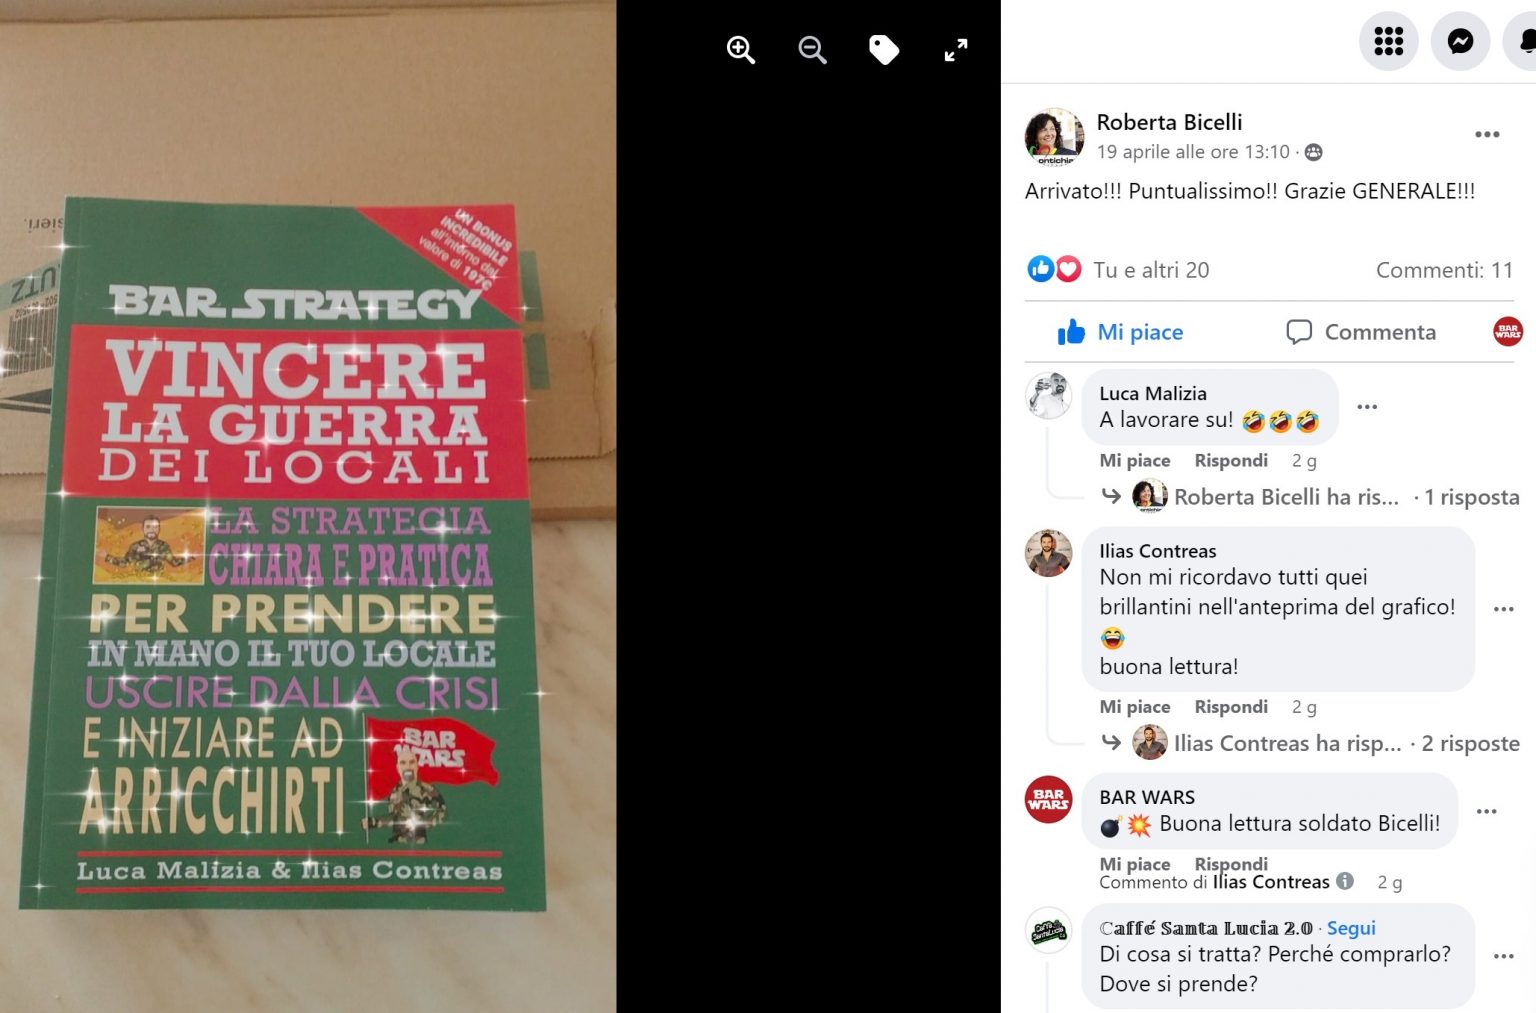 UN BONUS
INCREDIBILE
all'interno del
valore di 197€
BAR STRATEGY
VINCERE
LA GUERRA
DEI LOCALI
LA STRATEGIA
CHIARA E PRATICA
PER PRENDERE
IN MANO IL TUO LOCALE
USCIRE DALLA CRISI
E INIZIARE AD
ARRICCHIRTI
BAR
WARS
Luca Malizia & Ilias Contreas
Roberta Bicelli
19 aprile alle ore 13:10 ·
Arrivato!!! Puntualissimo!! Grazie GENERALE!!!
Tu e altri 20 Commenti: 11
Mi piace Commenta BAR WARS
Luca Malizia
A lavorare su! 🤣🤣🤣
Mi piace Rispondi 2 g
Roberta Bicelli ha ris... · 1 risposta
Ilias Contreas
Non mi ricordavo tutti quei
brillantini nell'anteprima del grafico!
😂
buona lettura!
Mi piace Rispondi 2 g
Ilias Contreas ha risp... · 2 risposte
BAR WARS
BAR WARS
💣💥 Buona lettura soldato Bicelli!
Mi piace Rispondi
Commento di Ilias Contreas 2 g
ℂ𝕒𝕗𝕗é 𝕊𝕒𝕟𝕥𝕒 𝕃𝕦𝕔𝕚𝕒 𝟚.𝟘 · Segui
Di cosa si tratta? Perché comprarlo?
Dove si prende?